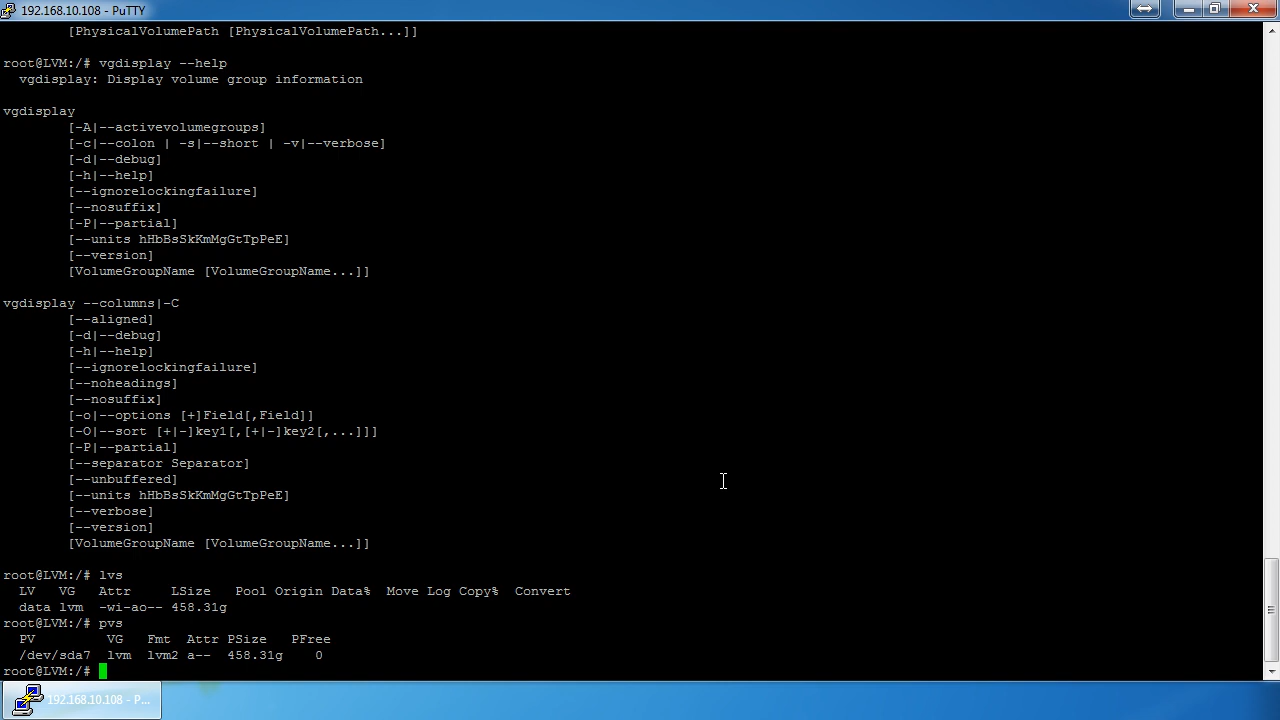 192.168.10.108 - PuTTY
[PhysicalVolumePath [PhysicalVolumePath...]]
root@LVM:/# vgdisplay --help
vgdisplay: Display volume group information
vgdisplay
[-A|--activevolumegroups]
[-c|--colon | -s|--short | -v|--verbose]
[-d|--debug]
[-h|--help]
[--ignorelockingfailure]
[--nosuffix]
[-P|--partial]
[--units hHbBsSkKmMgGtTpPeE]
[--version]
[VolumeGroupName [VolumeGroupName...]]
vgdisplay --columns|-C
[--aligned]
[-d|--debug]
[-h|--help]
[--ignorelockingfailure]
[--noheadings]
[--nosuffix]
[-o|--options [+]Field[,Field]]
[-O|--sort [+|-]key1[,[+|-]key2[,...]]]
[-P|--partial]
[--separator Separator]
[--unbuffered]
[--units hHbBsSkKmMgGtTpPeE]
[--verbose]
[--version]
[VolumeGroupName [VolumeGroupName...]]
root@LVM:/# lvs
LV VG Attr LSize Pool Origin Data% Move Log Copy% Convert
data lvm -wi-ao-- 458.31g
root@LVM:/# pvs
PV VG Fmt Attr PSize PFree
/dev/sda7 lvm lvm2 a-- 458.31g 0
root@LVM:/#
192.168.10.108 - P...